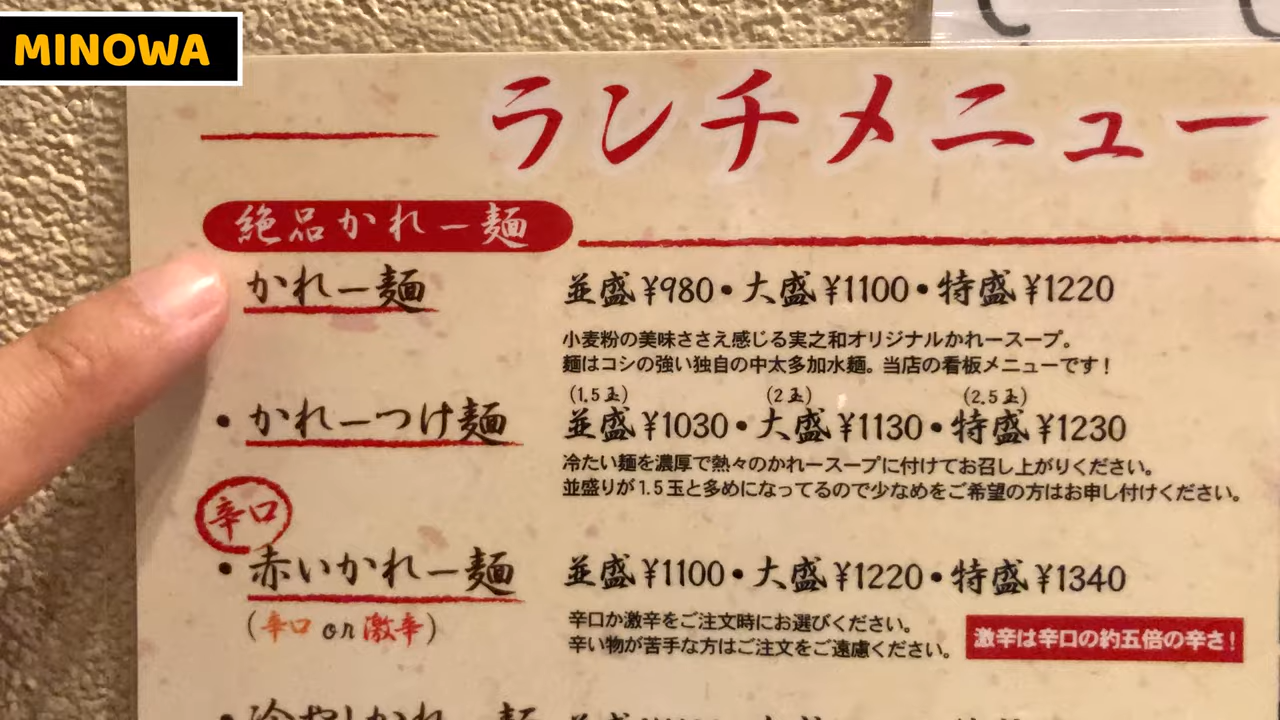 MINOWA
ランチメニュー
絶品かれー麺
かれー麺 並盛¥980・大盛¥1100・特盛¥1220
小麦粉の美味ささえ感じる実之和オリジナルかれースープ。
麺はコシの強い独自の中太多加水麺。当店の看板メニューです!
(1.5玉) (2玉) (2.5玉)
・かれーつけ麺 並盛¥1030・大盛¥1130・特盛¥1230
冷たい麺を濃厚で熱々のかれースープに付けてお召し上がりください。
並盛りが1.5玉と多めになってるので少なめをご希望の方はお申し付けください。
辛口
・赤いかれー麺 並盛¥1100・大盛¥1220・特盛¥1340
(辛口or激辛)
辛口か激辛をご注文時にお選びください。
辛い物が苦手な方はご注文をご遠慮ください。
激辛は辛口の約五倍の辛さ!
・冷やしかれー麺